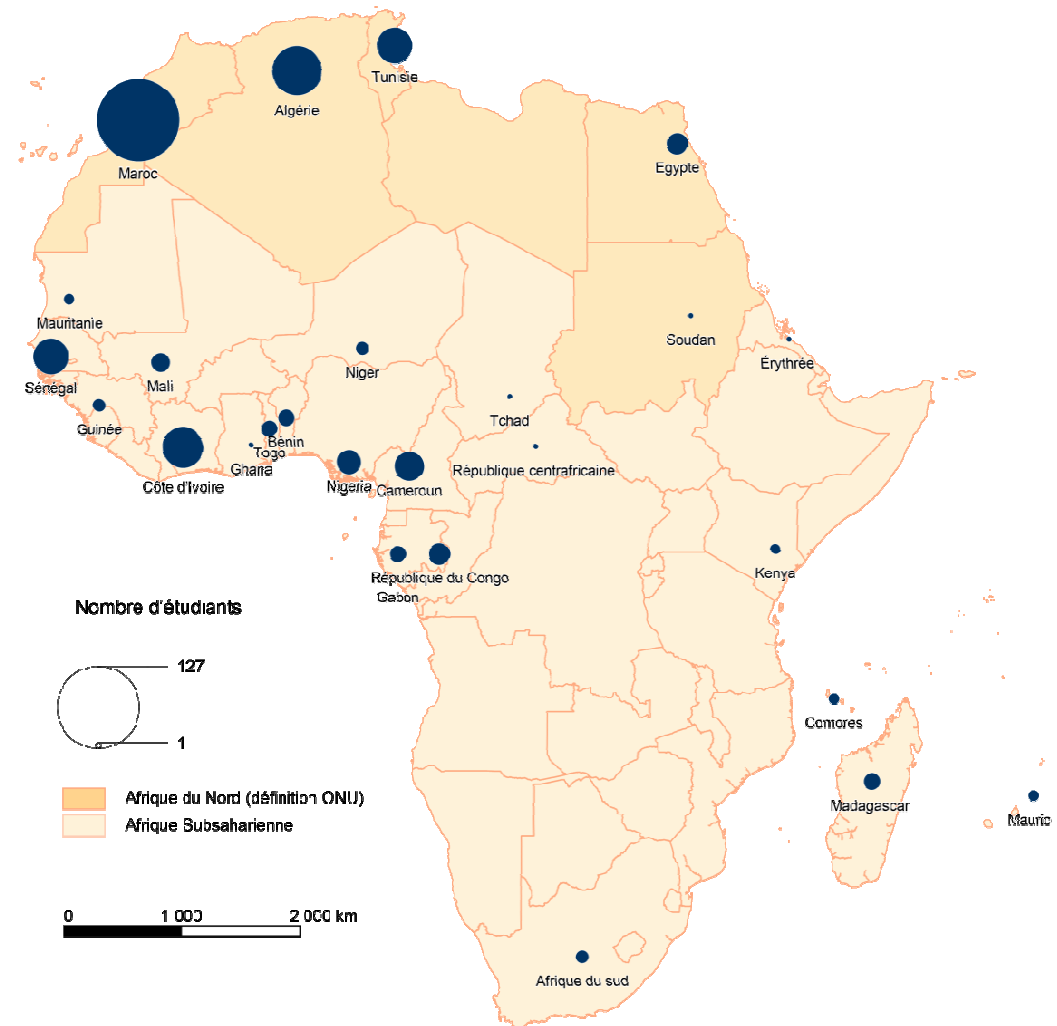 Tunisie
Algérie
Maroc
Egypte
Mauritanie
Soudan
Érythrée
Sénégal
Mali
Niger
Tchad
Guinée
Bénin
Togo
Ghana
République centrafricaine
Côte d'Ivoire
Nigeria
Cameroun
Kenya
République du Congo
Gabon
Nombre d'étudiants
127
1
Comores
Afrique du Nord (définition ONU)
Afrique Subsaharienne
Madagascar
Mauric
0 1 000 2 000 km
Afrique du sud